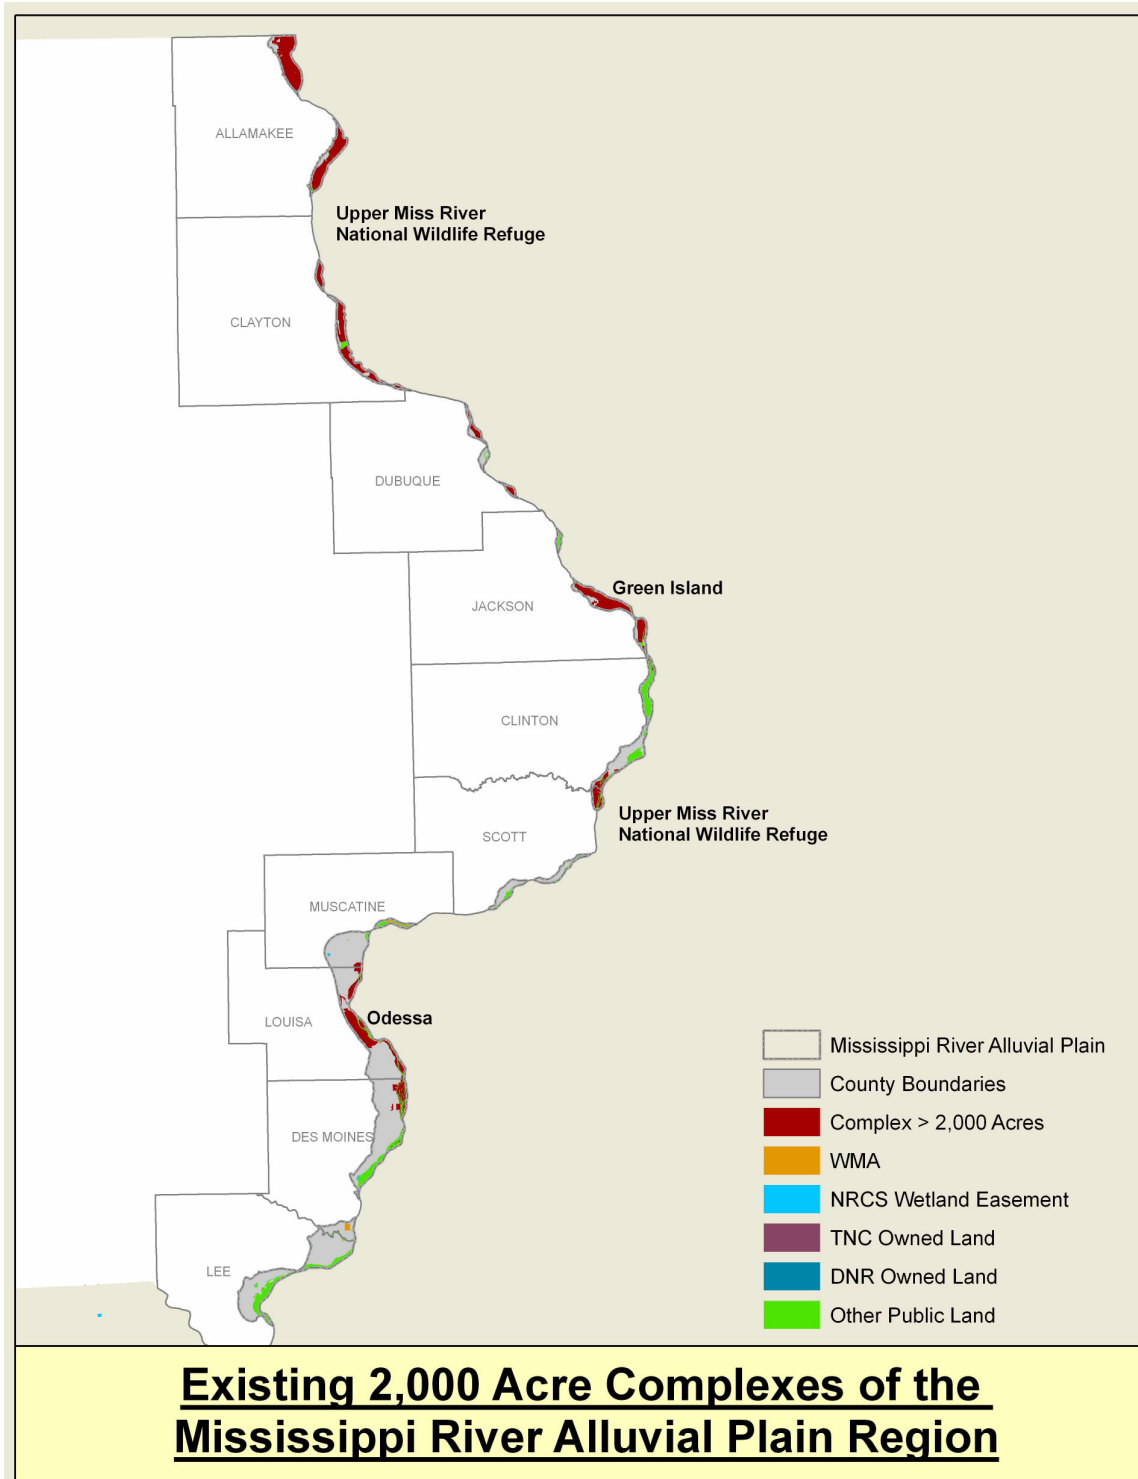 ALLAMAKEE
Upper Miss River
National Wildlife Refuge
CLAYTON
DUBUQUE
Green Island
JACKSON
CLINTON
Upper Miss River
National Wildlife Refuge
SCOTT
MUSCATINE
Odessa
LOUISA
DES MOINES
LEE
Mississippi River Alluvial Plain
County Boundaries
Complex > 2,000 Acres
WMA
NRCS Wetland Easement
TNC Owned Land
DNR Owned Land
Other Public Land
Existing 2,000 Acre Complexes of the
Mississippi River Alluvial Plain Region